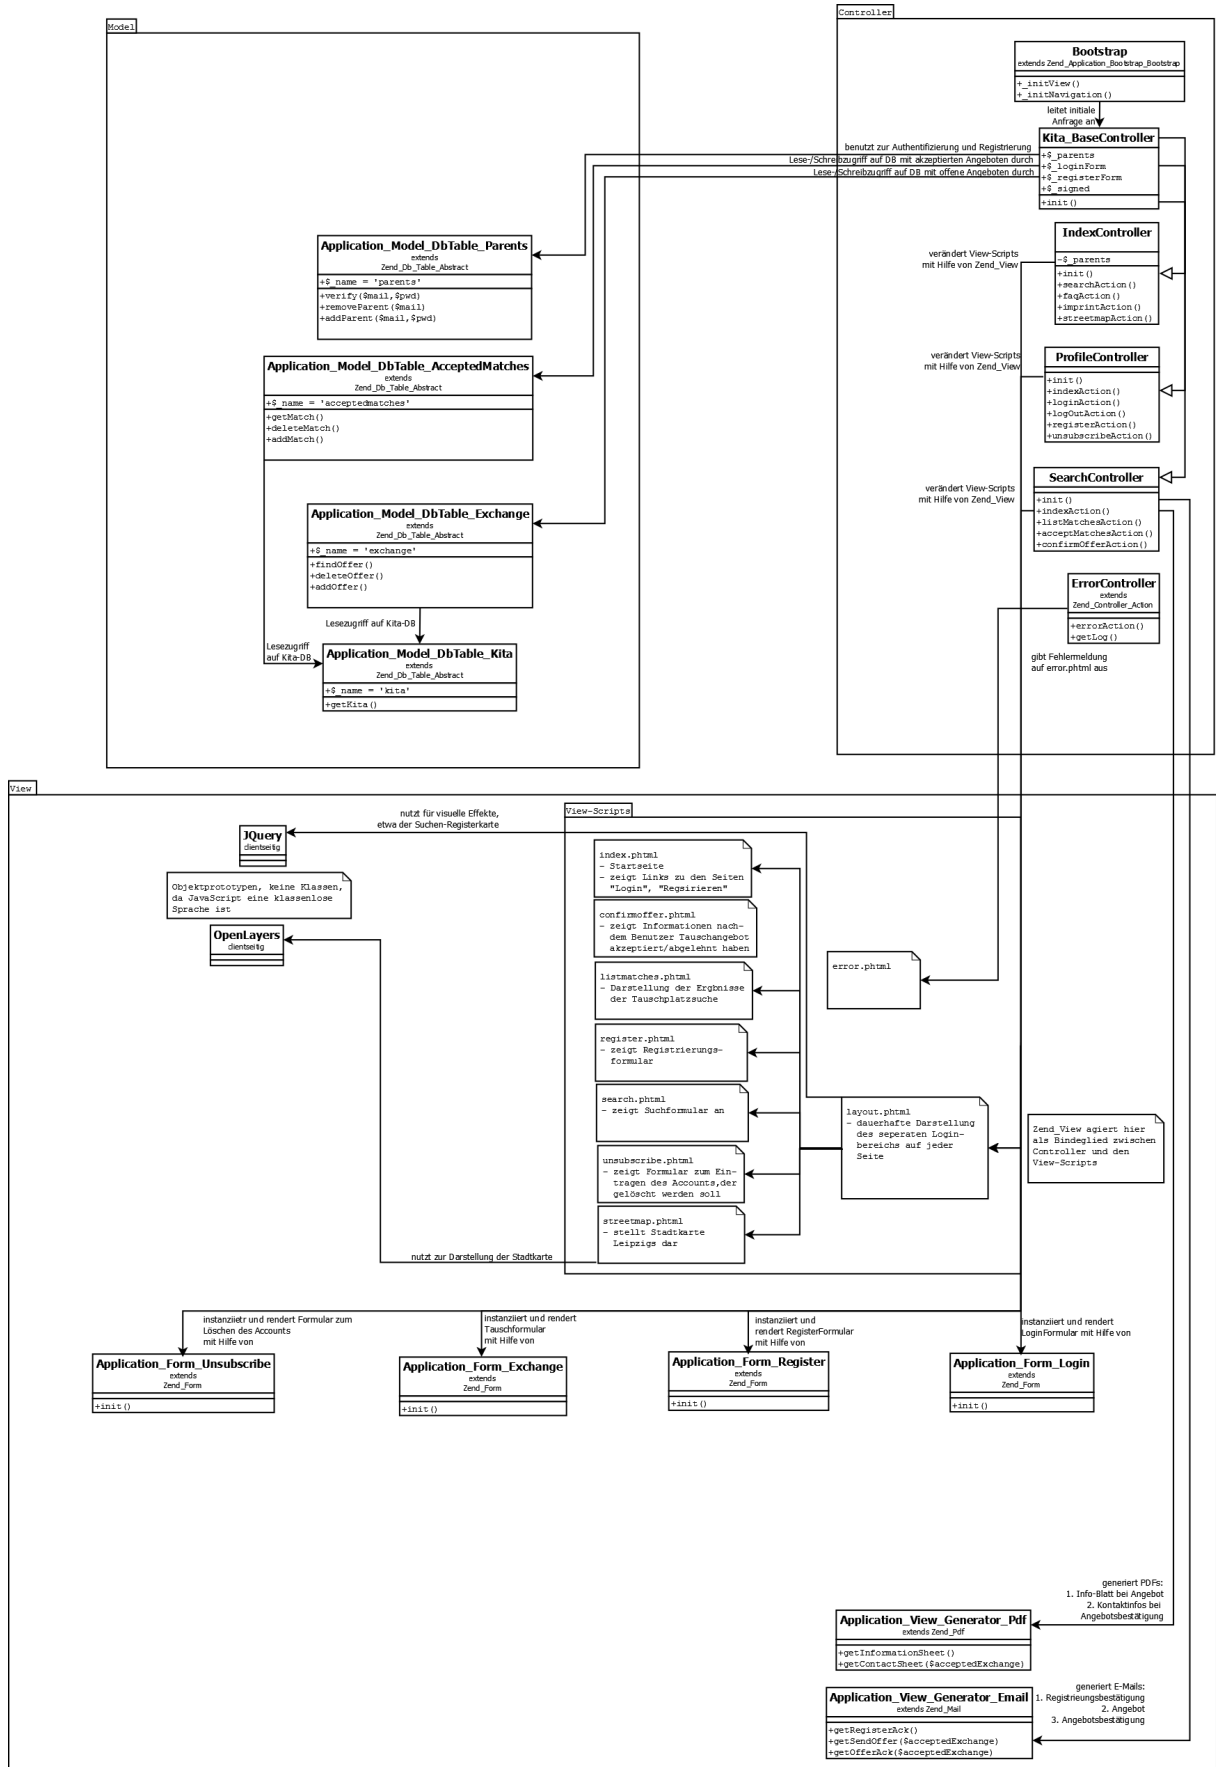 Model
Controller
Bootstrap
extends Zend_Application_Bootstrap_Bootstrap
+_initView()
+_initNavigation()
leitet initiale
Anfrage an
Kita_BaseController
+$_parents
+$_loginForm
+$_registerForm
+$_signed
+init()
benutzt zur Authentifizierung und Registrierung
Lese-/Schreibzugriff auf DB mit akzeptierten Angeboten durch
Lese-/Schreibzugriff auf DB mit offene Angeboten durch
Application_Model_DbTable_Parents
extends
Zend_Db_Table_Abstract
+$_name = 'parents'
+verify($mail,$pwd)
+removeParent($mail)
+addParent($mail,$pwd)
IndexController
-$_parents
+init()
+searchAction()
+faqAction()
+imprintAction()
+streetmapAction()
verändert View-Scripts
mit Hilfe von Zend_View
Application_Model_DbTable_AcceptedMatches
extends
Zend_Db_Table_Abstract
+$_name = 'acceptedmatches'
+getMatch()
+deleteMatch()
+addMatch()
verändert View-Scripts
mit Hilfe von Zend_View
ProfileController
+init()
+indexAction()
+loginAction()
+logOutAction()
+registerAction()
+unsubscribeAction()
verändert View-Scripts
mit Hilfe von Zend_View
SearchController
+init()
+indexAction()
+listMatchesAction()
+acceptMatchesAction()
+confirmOfferAction()
Application_Model_DbTable_Exchange
extends
Zend_Db_Table_Abstract
+$_name = 'exchange'
+findOffer()
+deleteOffer()
+addOffer()
Lesezugriff auf Kita-DB
Lesezugriff
auf Kita-DB
Application_Model_DbTable_Kita
extends
Zend_Db_Table_Abstract
+$_name = 'kita'
+getKita()
ErrorController
extends
Zend_Controller_Action
+errorAction()
+getLog()
gibt Fehlermeldung
auf error.phtml aus
View
View-Scripts
nutzt für visuelle Effekte,
etwa der Suchen-Registerkarte
JQuery
clientseitig
Objektprototypen, keine Klassen,
da JavaScript eine klassenlose
Sprache ist
OpenLayers
clientseitig
index.phtml
- Startseite
- zeigt Links zu den Seiten
"Login", "Regsirieren"
confirmoffer.phtml
- zeigt Informationen nach-
dem Benutzer Tauschangebot
akzeptiert/abgelehnt haben
listmatches.phtml
- Darstellung der Ergbnisse
der Tauschplatzsuche
register.phtml
- zeigt Registrierungs-
formular
search.phtml
- zeigt Suchformular an
unsubscribe.phtml
- zeigt Formular zum Ein-
tragen des Accounts,der
gelöscht werden soll
streetmap.phtml
- stellt Stadtkarte
Leipzigs dar
error.phtml
layout.phtml
- dauerhafte Darstellung
des seperaten Login-
bereichs auf jeder
Seite
Zend_View agiert hier
als Bindeglied zwischen
Controller und den
View-Scripts
nutzt zur Darstellung der Stadtkarte
instanziietr und rendert Formular zum
Löschen des Accounts
mit Hilfe von
instanziiert und rendert
Tauschformular
mit Hilfe von
instanziiert und
rendert RegisterFormular
mit Hilfe von
instanziiert und rendert
LoginFormular mit Hilfe von
Application_Form_Unsubscribe
extends
Zend_Form
+init()
Application_Form_Exchange
extends
Zend_Form
+init()
Application_Form_Register
extends
Zend_Form
+init()
Application_Form_Login
extends
Zend_Form
+init()
generiert PDFs:
1. Info-Blatt bei Angebot
2. Kontaktinfos bei
Angebotsbestätigung
Application_View_Generator_Pdf
extends Zend_Pdf
+getInformationSheet()
+getContactSheet($acceptedExchange)
generiert E-Mails:
1. Registrieungsbestätigung
2. Angebot
3. Angebotsbestätigung
Application_View_Generator_Email
extends Zend_Mail
+getRegisterAck()
+getSendOffer($acceptedExchange)
+getOfferAck($acceptedExchange)